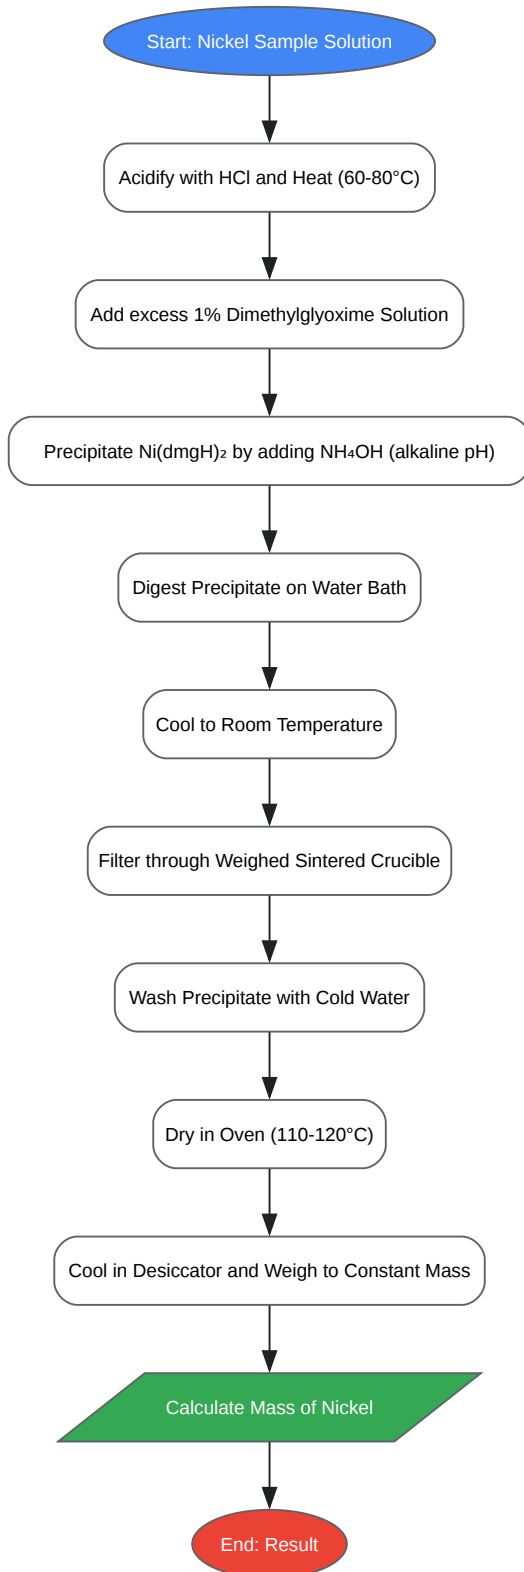 Start: Nickel Sample Solution
Acidify with HCl and Heat (60-80°C)
Add excess 1% Dimethylglyoxime Solution
Precipitate Ni(dmgH)₂ by adding NH₄OH (alkaline pH)
Digest Precipitate on Water Bath
Cool to Room Temperature
Filter through Weighed Sintered Crucible
Wash Precipitate with Cold Water
Dry in Oven (110-120°C)
Cool in Desiccator and Weigh to Constant Mass
Calculate Mass of Nickel
End: Result